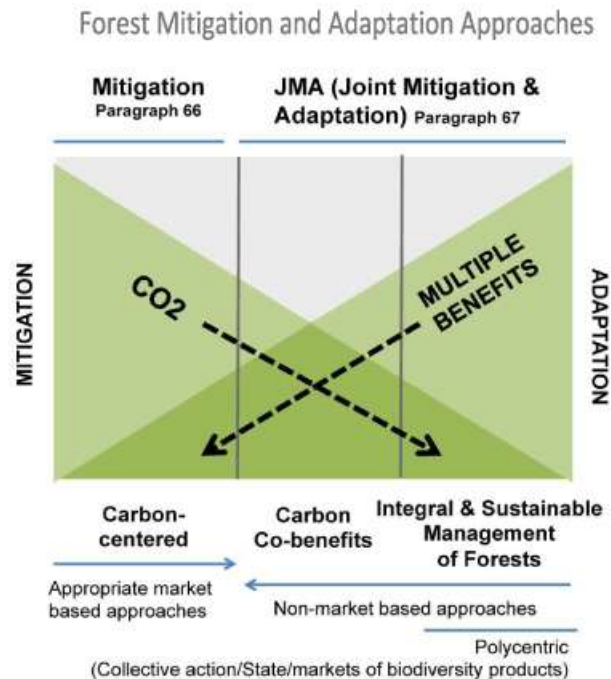 Forest Mitigation and Adaptation Approaches
Mitigation
Paragraph 66
JMA (Joint Mitigation &
Adaptation) Paragraph 67
MITIGATION
CO2
MULTIPLE
BENEFITS
ADAPTATION
Carbon-
centered
Carbon
Co-benefits
Integral & Sustainable
Management
of Forests
Appropriate market
based approaches
Non-market based approaches
Polycentric
(Collective action/State/markets of biodiversity products)